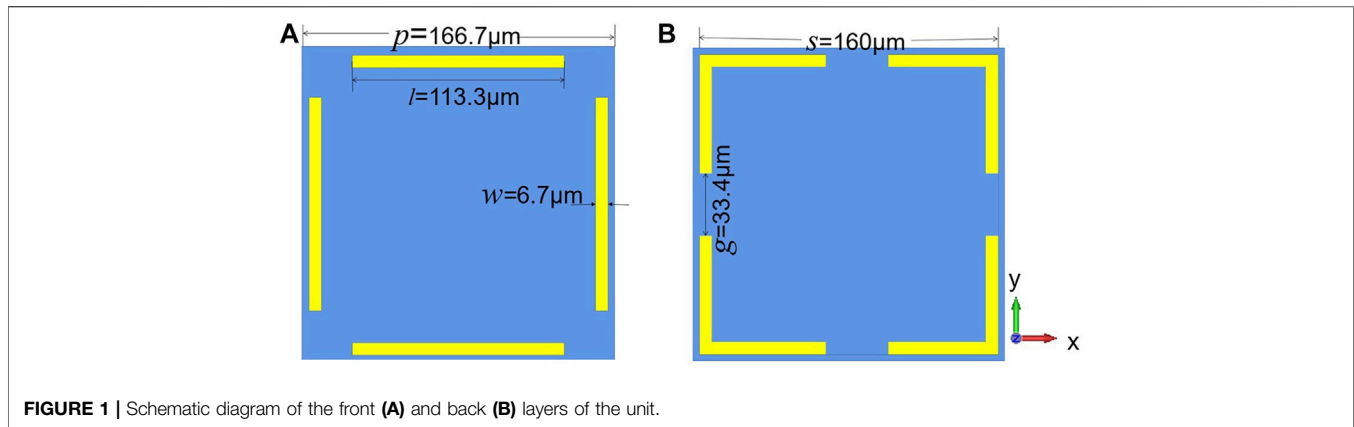 A
p=166.7μm
l=113.3μm
w=6.7μm
B
s=160μm
g=33.4μm
y
z
x
FIGURE 1 | Schematic diagram of the front (A) and back (B) layers of the unit.